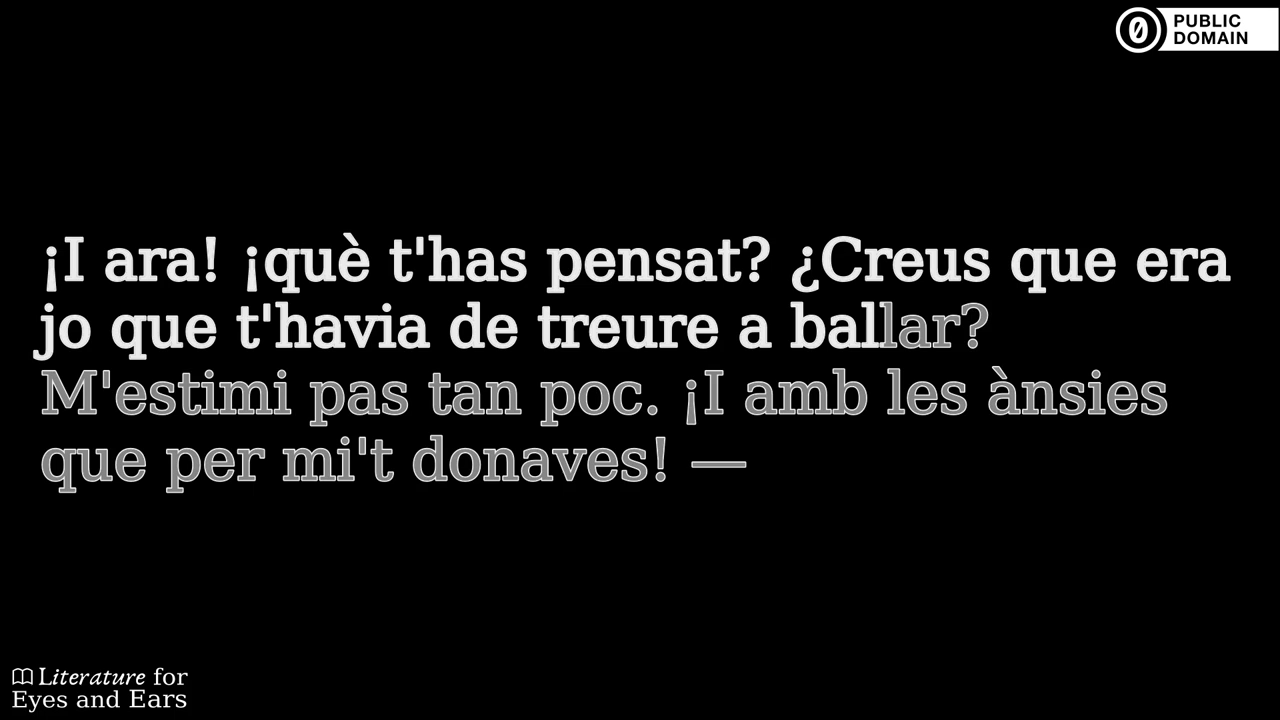 PUBLIC
DOMAIN
¡I ara! ¡què t'has pensat? ¿Creus que era
jo que t'havia de treure a ballar?
M'estimi pas tan poc. ¡I amb les ànsies
que per mi't donaves! —
Literature for
Eyes and Ears